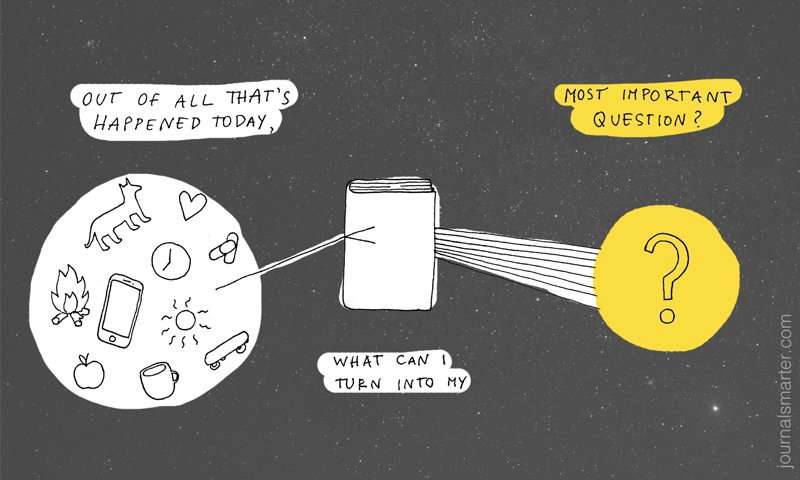 OUT OF ALL THAT'S
HAPPENED TODAY,
WHAT CAN I
TURN INTO MY
MOST IMPORTANT
QUESTION?
?
journalsmarter.com